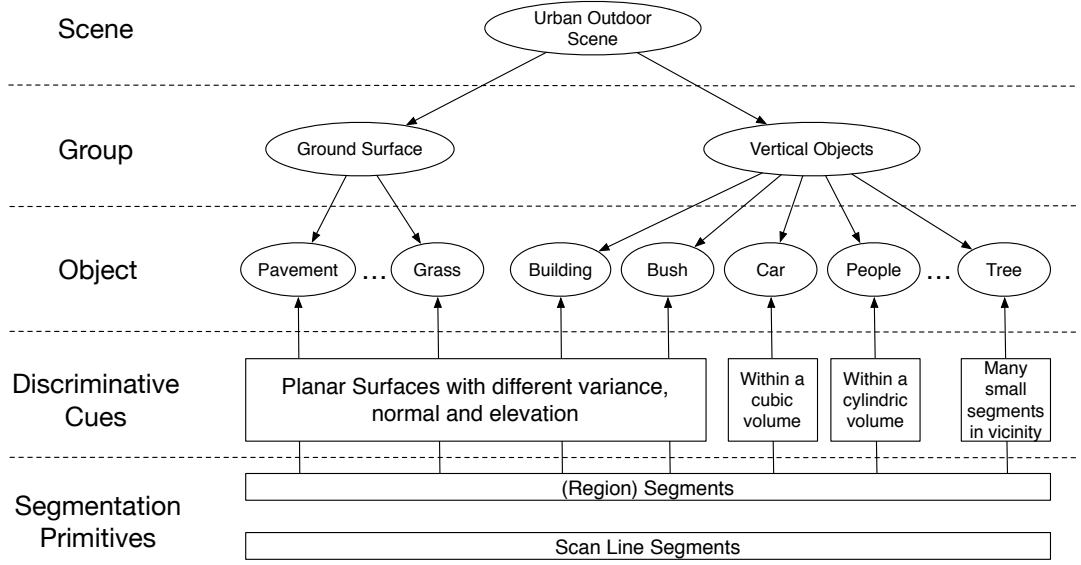 Scene
Urban Outdoor
Scene
Group
Ground Surface
Vertical Objects
Object
Pavement
...
Grass
Building
Bush
Car
People
...
Tree
Discriminative
Cues
Planar Surfaces with different variance,
normal and elevation
Within a
cubic
volume
Within a
cylindric
volume
Many
small
segments
in vicinity
Segmentation
Primitives
(Region) Segments
Scan Line Segments